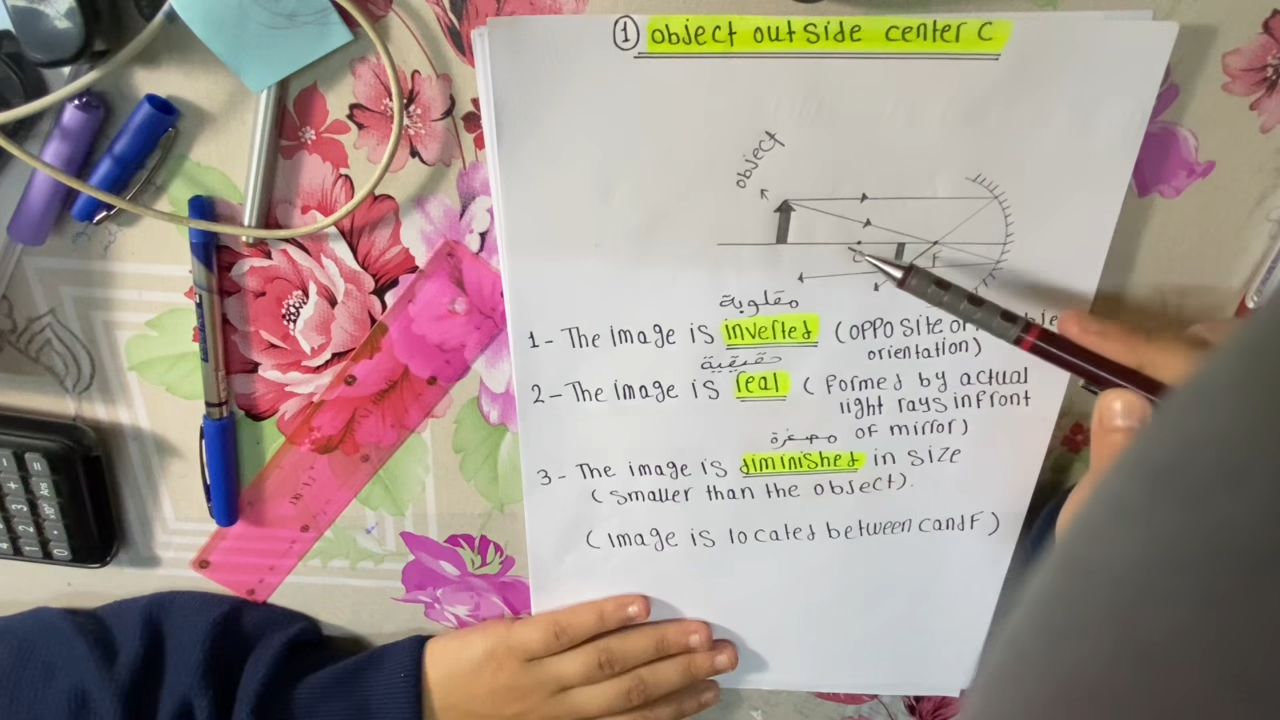 ① object outside center C
object
C
F
مقلوبة
1- The image is inverted (opposite of
orientation)
حقيقية
2- The image is real (formed by actual
light rays in front
of mirror)
مصغرة
3- The image is diminished in size
(smaller than the object).
(Image is located between C and F)